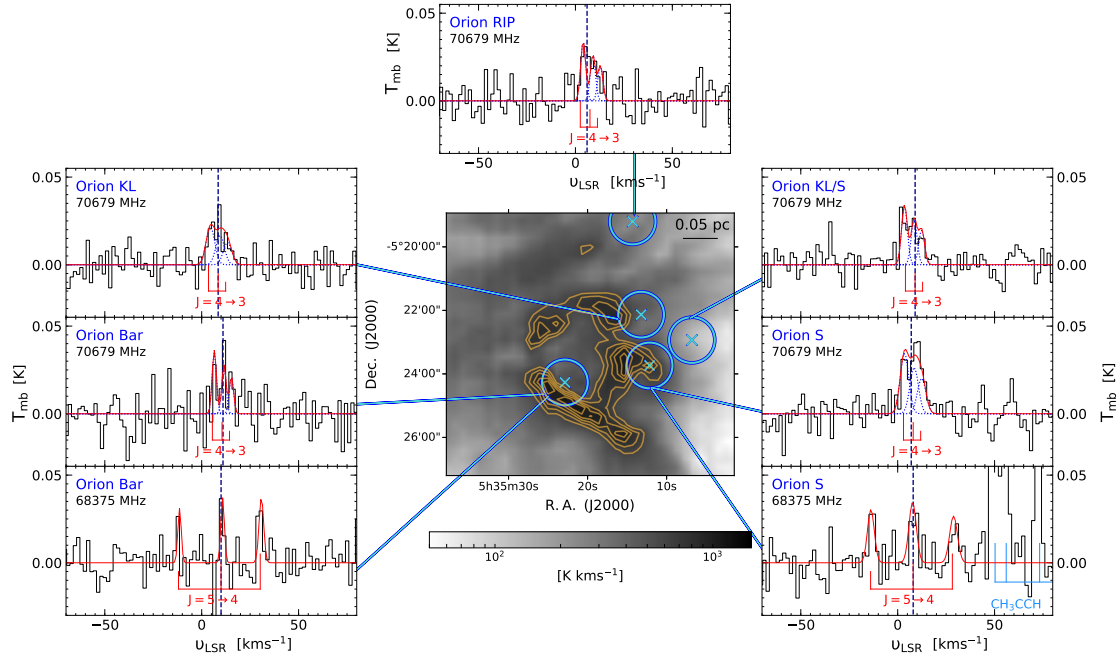 Orion RIP
70679 MHz
0.05
0.00
T_mb [K]
J = 4 → 3
−50
0
50
υ_LSR [kms⁻¹]
Orion KL
70679 MHz
0.05
0.00
J = 4 → 3
Orion Bar
70679 MHz
0.05
0.00
T_mb [K]
J = 4 → 3
Orion Bar
68375 MHz
0.00
J = 5 → 4
−50
0
50
υ_LSR [kms⁻¹]
0.05 pc
-5°20'00"
22'00"
24'00"
26'00"
Dec. (J2000)
5h35m30s
20s
10s
R. A. (J2000)
10²
10³
[K kms⁻¹]
Orion KL/S
70679 MHz
0.05
0.00
T_mb [K]
J = 4 → 3
Orion S
70679 MHz
0.05
0.00
J = 4 → 3
Orion S
68375 MHz
0.00
J = 5 → 4
CH₃CCH
−50
0
50
υ_LSR [kms⁻¹]